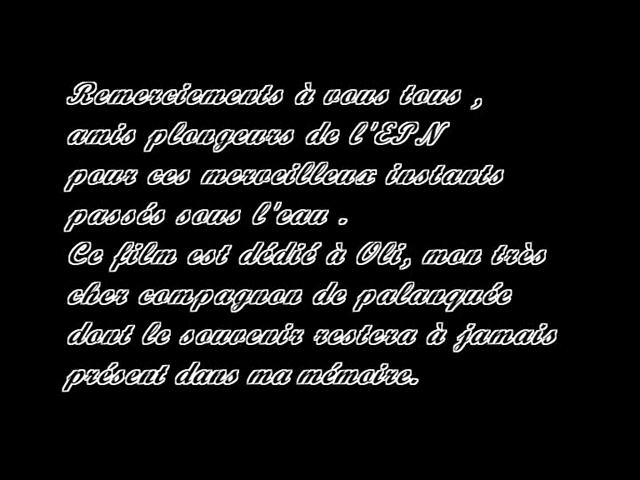 Remerciements à vous tous ,
amis plongeurs de l'EPN
pour ces merveilleux instants
passés sous l'eau .
Ce film est dédié à Oli, mon très
cher compagnon de palanquée
dont le souvenir restera à jamais
présent dans ma mémoire.